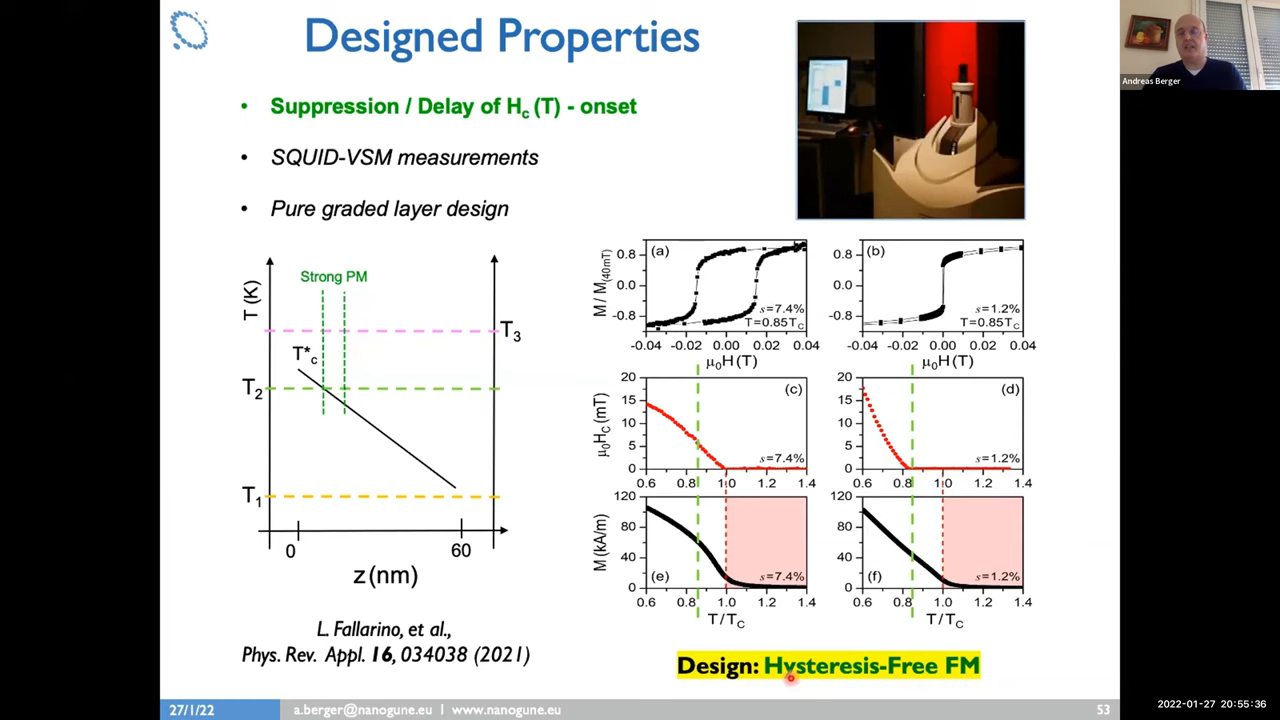 Designed Properties
Andreas Berger
• Suppression / Delay of Hc (T) - onset
• SQUID-VSM measurements
• Pure graded layer design
Strong PM
T (K)
T*c
T3
T2
T1
0
60
z (nm)
(a)
s=7.4%
T=0.85TC
M / M(40mT)
0.8
0.0
-0.8
-0.04 -0.02 0.00 0.02 0.04
μ0H (T)
(b)
s=1.2%
T=0.85TC
0.8
0.0
-0.8
-0.04 -0.02 0.00 0.02 0.04
μ0H (T)
(c)
s=7.4%
μ0HC (mT)
20
15
10
5
0
0.6 0.8 1.0 1.2 1.4
(d)
s=1.2%
20
15
10
5
0
0.6 0.8 1.0 1.2 1.4
M (kA/m)
120
80
40
0
(e)
s=7.4%
0.6 0.8 1.0 1.2 1.4
T / TC
120
80
40
0
(f)
s=1.2%
0.6 0.8 1.0 1.2 1.4
T / TC
L. Fallarino, et al.,
Phys. Rev. Appl. 16, 034038 (2021)
Design: Hysteresis-Free FM
27/1/22
a.berger@nanogune.eu | www.nanogune.eu
53
2022-01-27 20:55:36